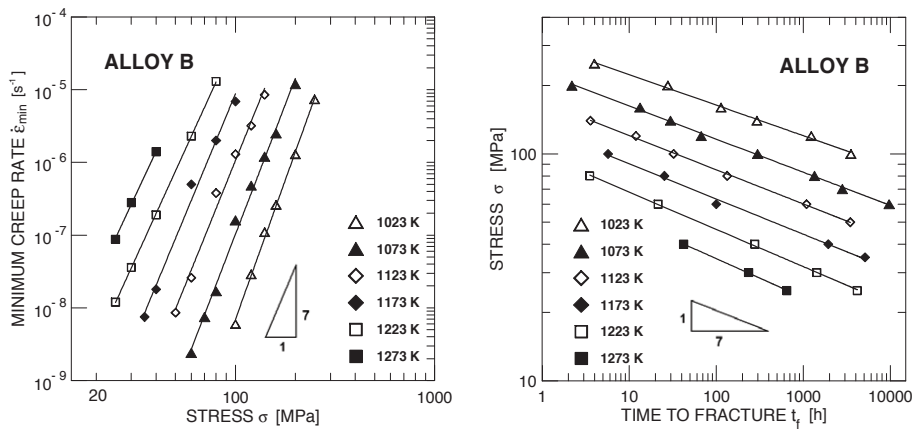 ALLOY B
MINIMUM CREEP RATE ε̇min [s⁻¹]
10⁻⁴
10⁻⁵
10⁻⁶
10⁻⁷
10⁻⁸
10⁻⁹
1023 K
1073 K
1123 K
1173 K
1223 K
1273 K
7
1
20
100
1000
STRESS σ [MPa]
ALLOY B
STRESS σ [MPa]
100
10
1023 K
1073 K
1123 K
1173 K
1223 K
1273 K
1
7
1
10
100
1000
10000
TIME TO FRACTURE tf [h]